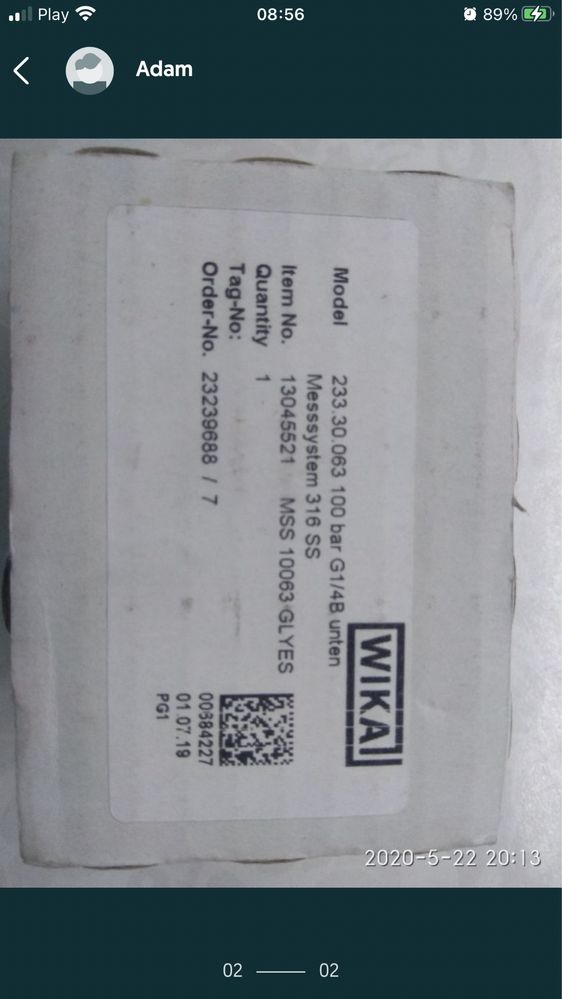 Play
08:56
89%
Adam
WIKA
Model 233.30.063 100 bar G1/4B unten
Messsystem 316 SS
Item No. 13045521 MSS 10063 GLYES
Quantity 1
Tag-No:
Order-No. 23239688 / 7
00684227
01.07.19
PG1
2020-5-22 20:13
02 02